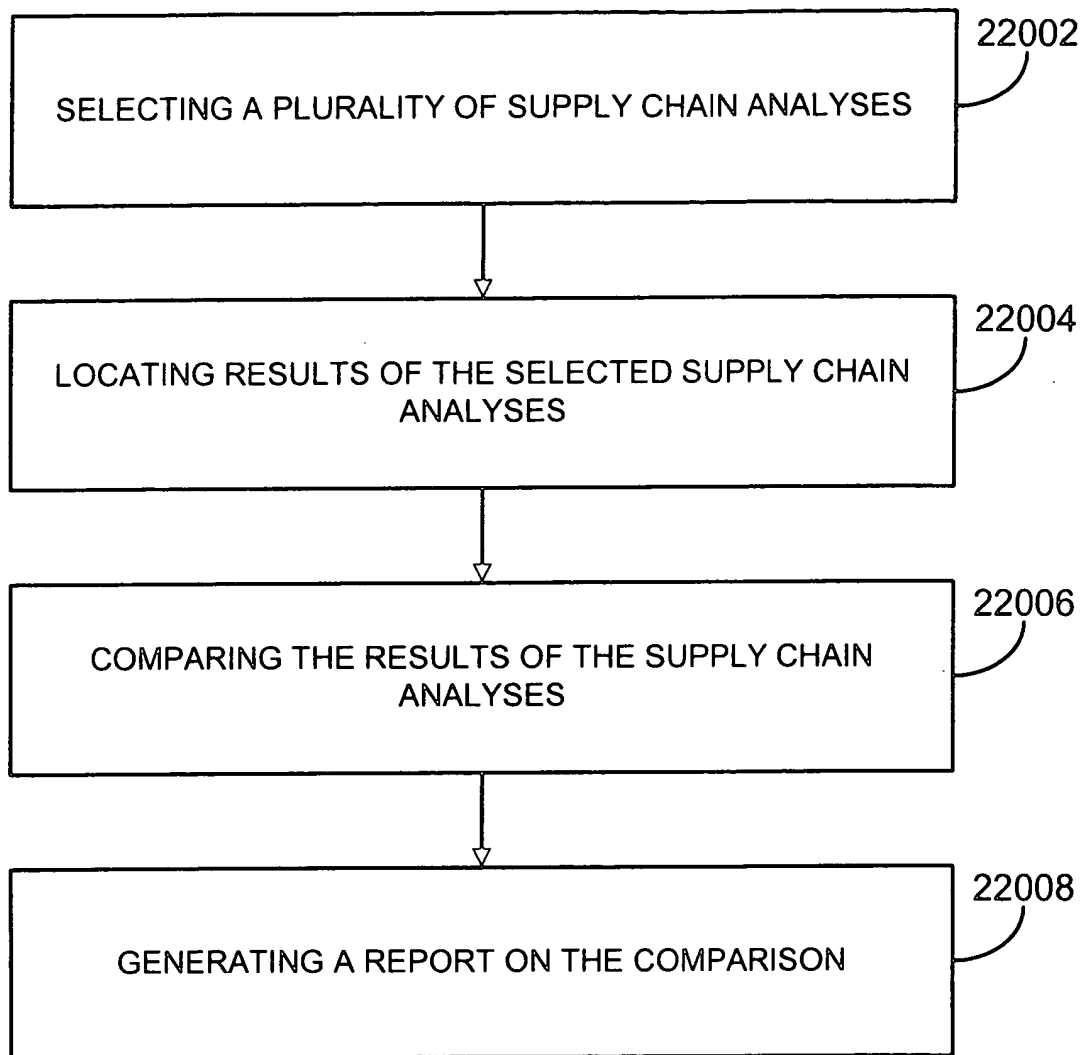 22002
SELECTING A PLURALITY OF SUPPLY CHAIN ANALYSES
22004
LOCATING RESULTS OF THE SELECTED SUPPLY CHAIN
ANALYSES
22006
COMPARING THE RESULTS OF THE SUPPLY CHAIN
ANALYSES
22008
GENERATING A REPORT ON THE COMPARISON